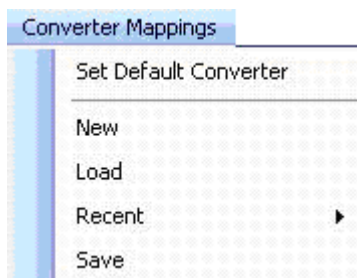 Converter Mappings
Set Default Converter
New
Load
Recent
Save